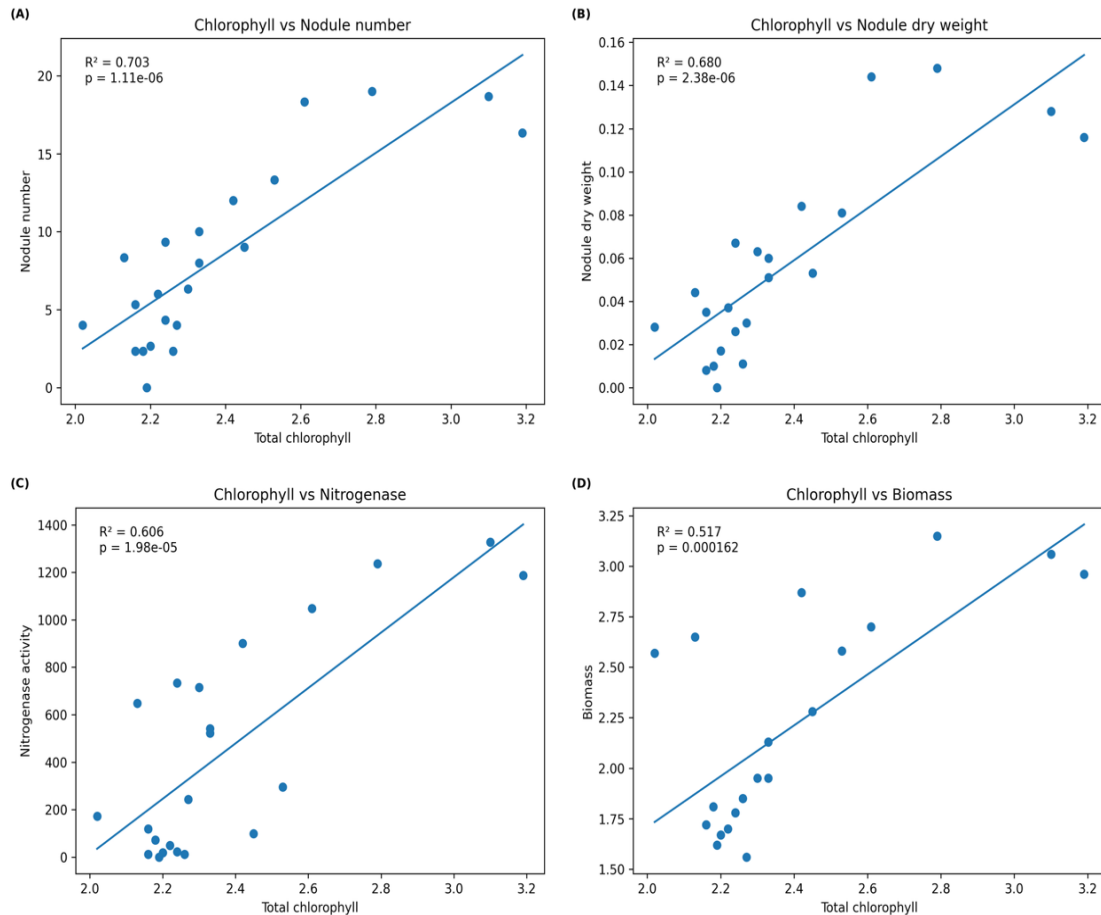 (A)
Chlorophyll vs Nodule number
R² = 0.703
p = 1.11e-06
20
15
10
5
0
Nodule number
2.0 2.2 2.4 2.6 2.8 3.0 3.2
Total chlorophyll
(B)
Chlorophyll vs Nodule dry weight
R² = 0.680
p = 2.38e-06
0.16
0.14
0.12
0.10
0.08
0.06
0.04
0.02
0.00
Nodule dry weight
2.0 2.2 2.4 2.6 2.8 3.0 3.2
Total chlorophyll
(C)
Chlorophyll vs Nitrogenase
R² = 0.606
p = 1.98e-05
1400
1200
1000
800
600
400
200
0
Nitrogenase activity
2.0 2.2 2.4 2.6 2.8 3.0 3.2
Total chlorophyll
(D)
Chlorophyll vs Biomass
R² = 0.517
p = 0.000162
3.25
3.00
2.75
2.50
2.25
2.00
1.75
1.50
Biomass
2.0 2.2 2.4 2.6 2.8 3.0 3.2
Total chlorophyll